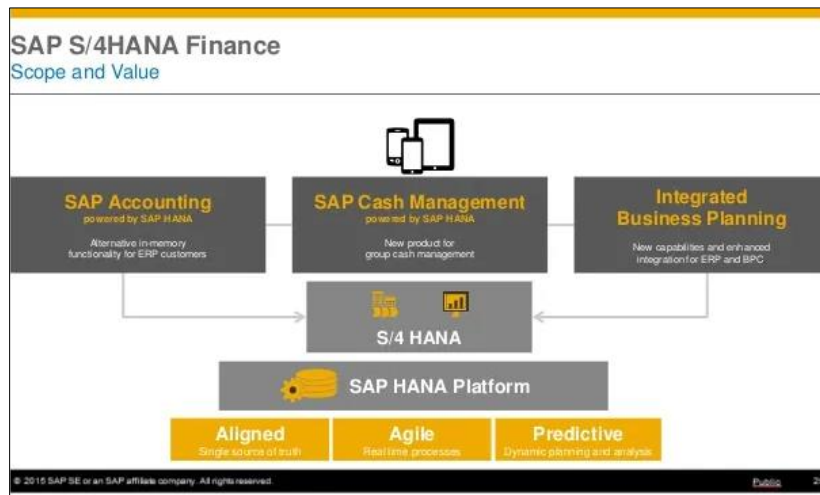 SAP S/4HANA Finance
Scope and Value
SAP Accounting
powered by SAP HANA
Alternative in-memory
functionality for ERP customers
SAP Cash Management
powered by SAP HANA
New product for
group cash management
Integrated
Business Planning
New capabilities and enhanced
integration for ERP and BPC
S/4 HANA
SAP HANA Platform
Aligned
Single source of truth
Agile
Real time processes
Predictive
Dynamic planning and analysis
© 2015 SAP SE or an SAP affiliate company. All rights reserved.
Public